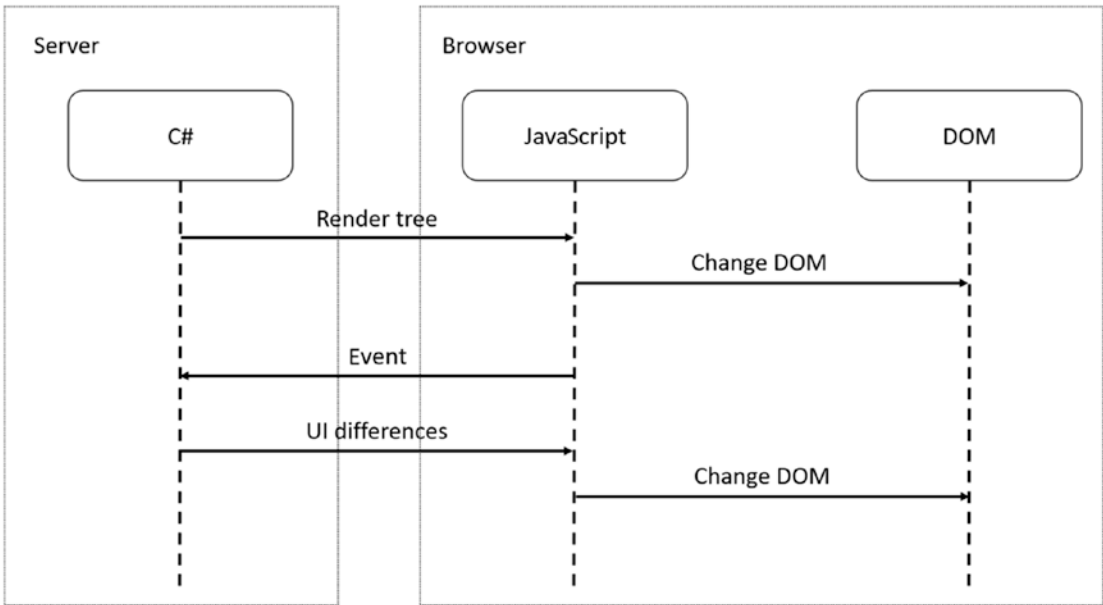 Server
Browser
C#
JavaScript
DOM
Render tree
Change DOM
Event
UI differences
Change DOM